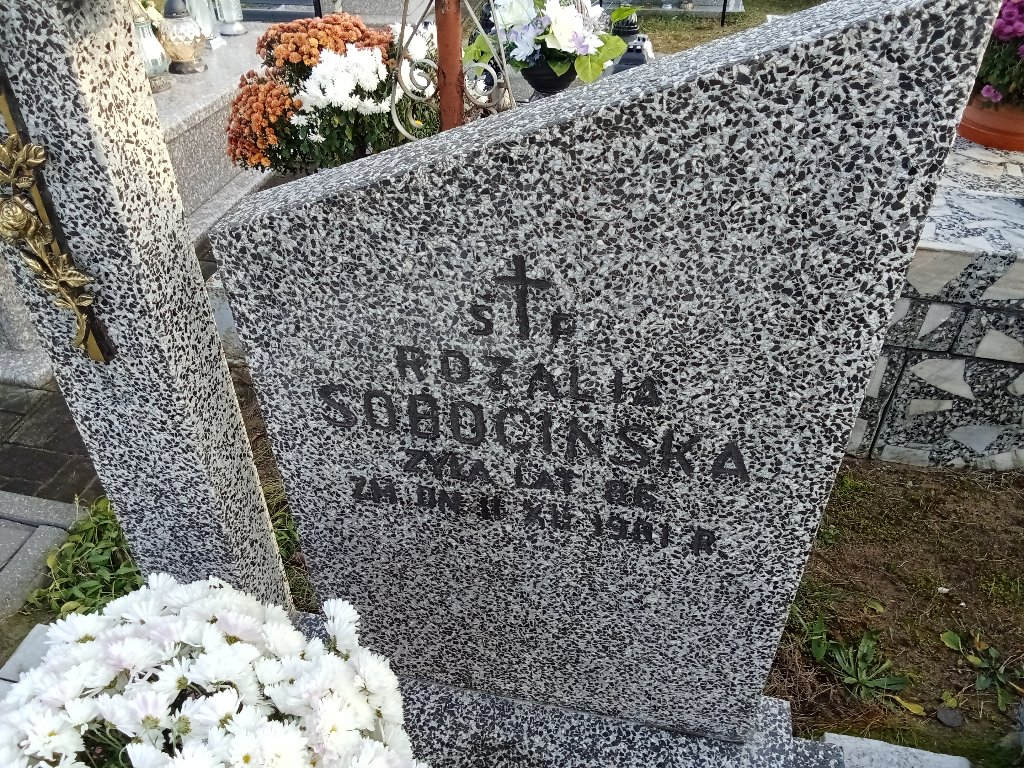 Ś P
ROZALIA
SOBOCIŃSKA
ŻYŁA LAT 86
ZM. DN. 11 XII 1981 R.